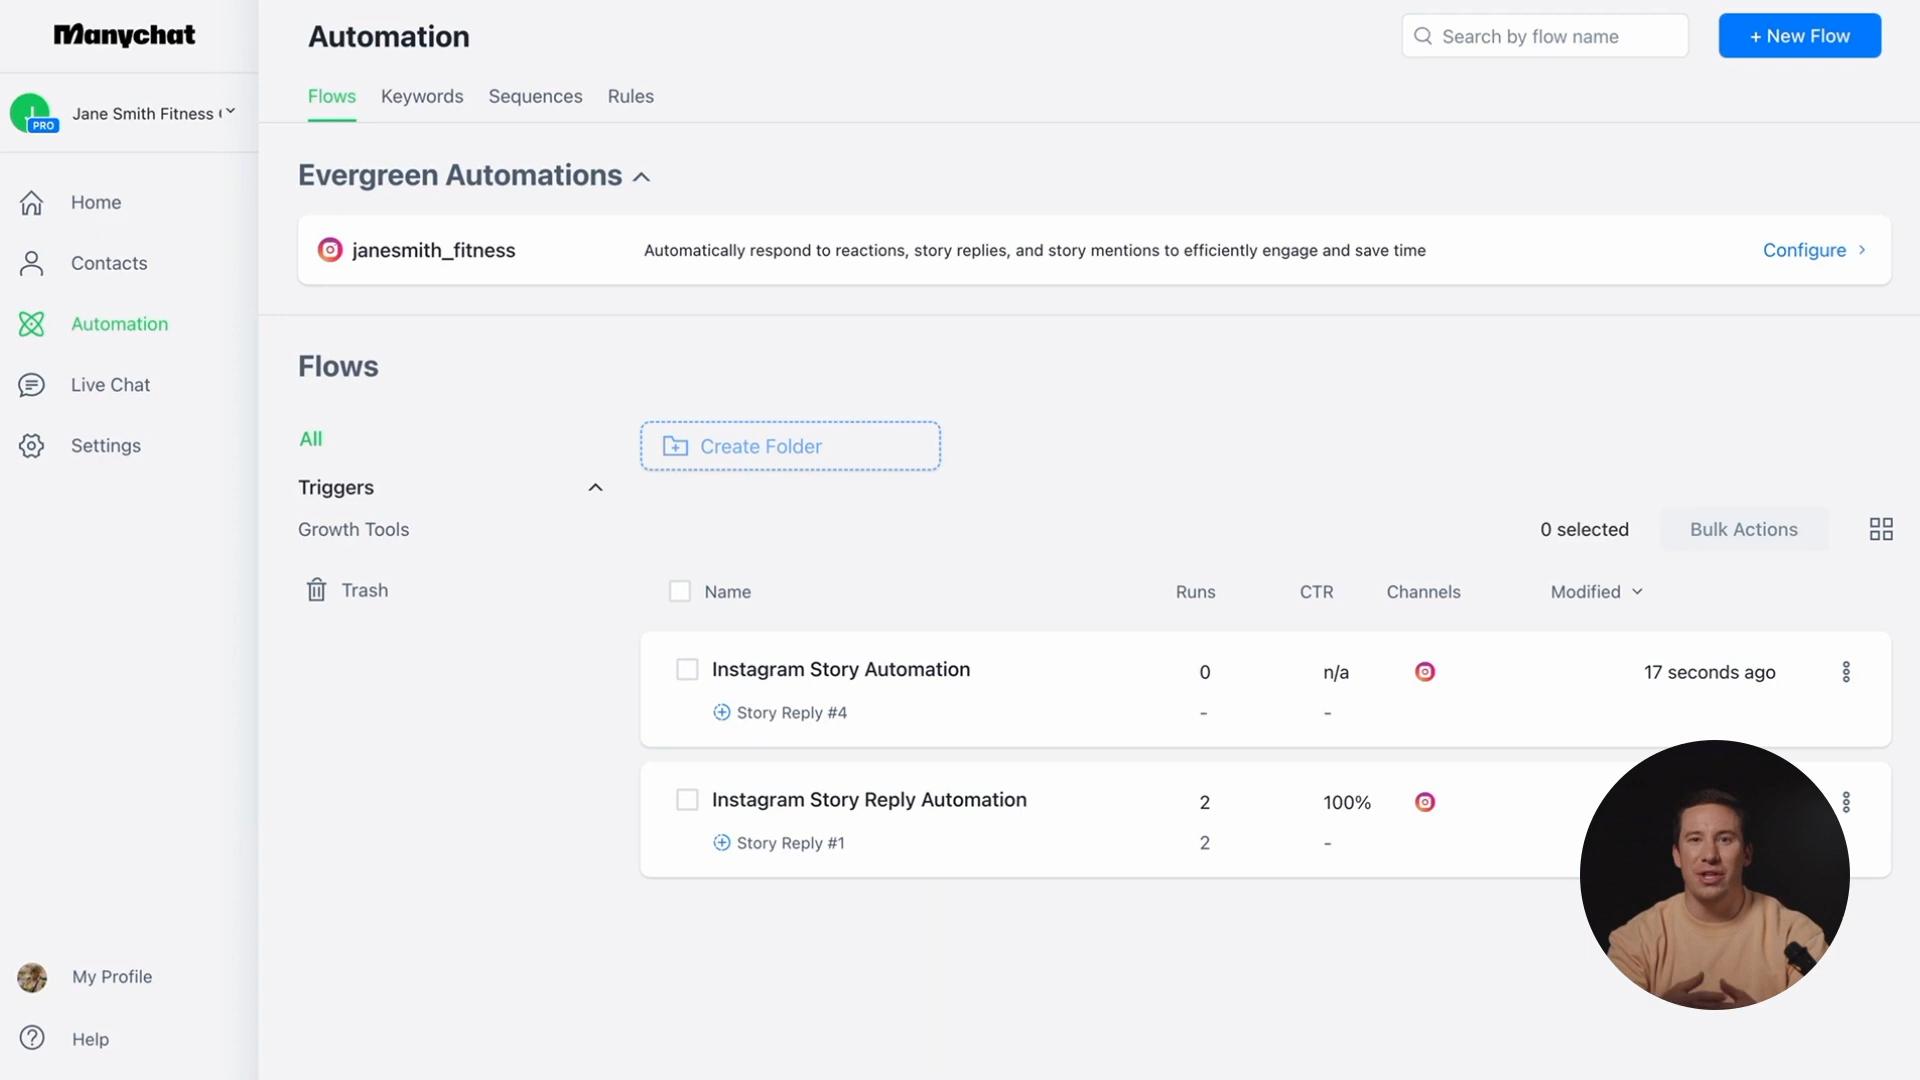 Manychat
Jane Smith Fitness
PRO
Home
Contacts
Automation
Live Chat
Settings
My Profile
Help
Automation
Search by flow name
+ New Flow
Flows
Keywords
Sequences
Rules
Evergreen Automations
janesmith_fitness
Automatically respond to reactions, story replies, and story mentions to efficiently engage and save time
Configure
Flows
All
Triggers
Growth Tools
Trash
Create Folder
0 selected
Bulk Actions
Name Runs CTR Channels Modified
Instagram Story Automation 0 n/a 17 seconds ago
Story Reply #4 - -
Instagram Story Reply Automation 2 100%
Story Reply #1 2 -